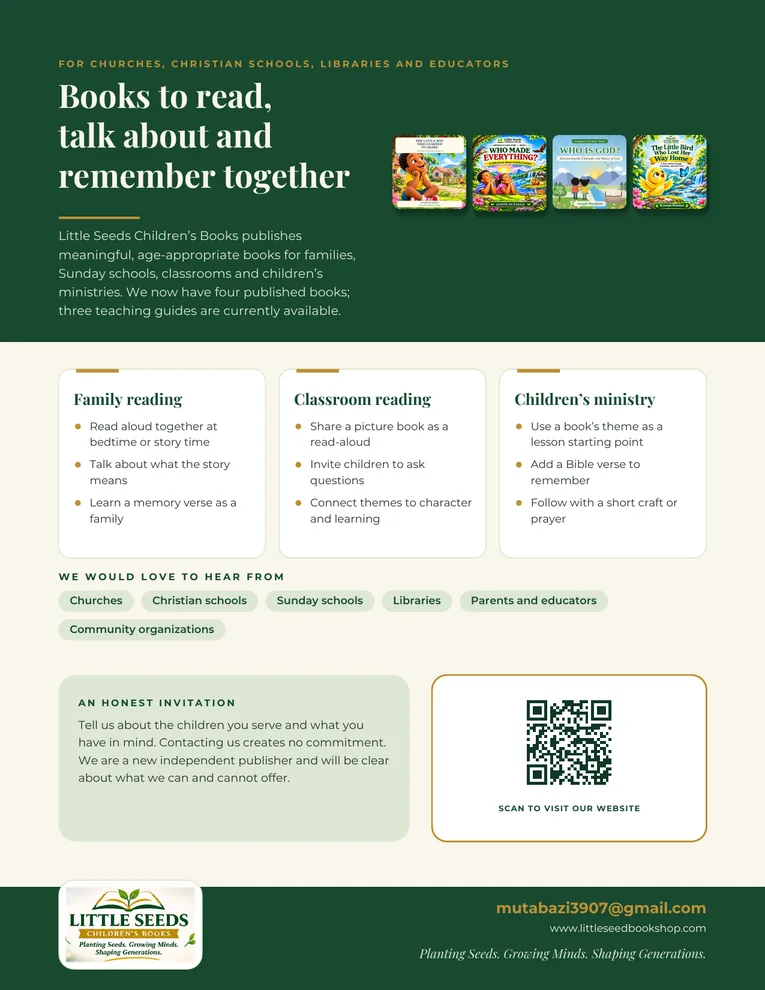 FOR CHURCHES, CHRISTIAN SCHOOLS, LIBRARIES AND EDUCATORS
Books to read,
talk about and
remember together
WHO MADE
EVERYTHING?
WHO IS GOD?
The Little Bird
Who Lost Her
Way Home
Little Seeds Children’s Books publishes
meaningful, age-appropriate books for families,
Sunday schools, classrooms and children’s
ministries. We now have four published books;
three teaching guides are currently available.
Family reading
Read aloud together at
bedtime or story time
Talk about what the story
means
Learn a memory verse as a
family
Classroom reading
Share a picture book as a
read-aloud
Invite children to ask
questions
Connect themes to character
and learning
Children’s ministry
Use a book’s theme as a
lesson starting point
Add a Bible verse to
remember
Follow with a short craft or
prayer
WE WOULD LOVE TO HEAR FROM
Churches
Christian schools
Sunday schools
Libraries
Parents and educators
Community organizations
AN HONEST INVITATION
Tell us about the children you serve and what you
have in mind. Contacting us creates no commitment.
We are a new independent publisher and will be clear
about what we can and cannot offer.
SCAN TO VISIT OUR WEBSITE
LITTLE SEEDS
CHILDREN'S BOOKS
Planting Seeds. Growing Minds.
Shaping Generations.
mutabazi3907@gmail.com
www.littleseedbookshop.com
Planting Seeds. Growing Minds. Shaping Generations.